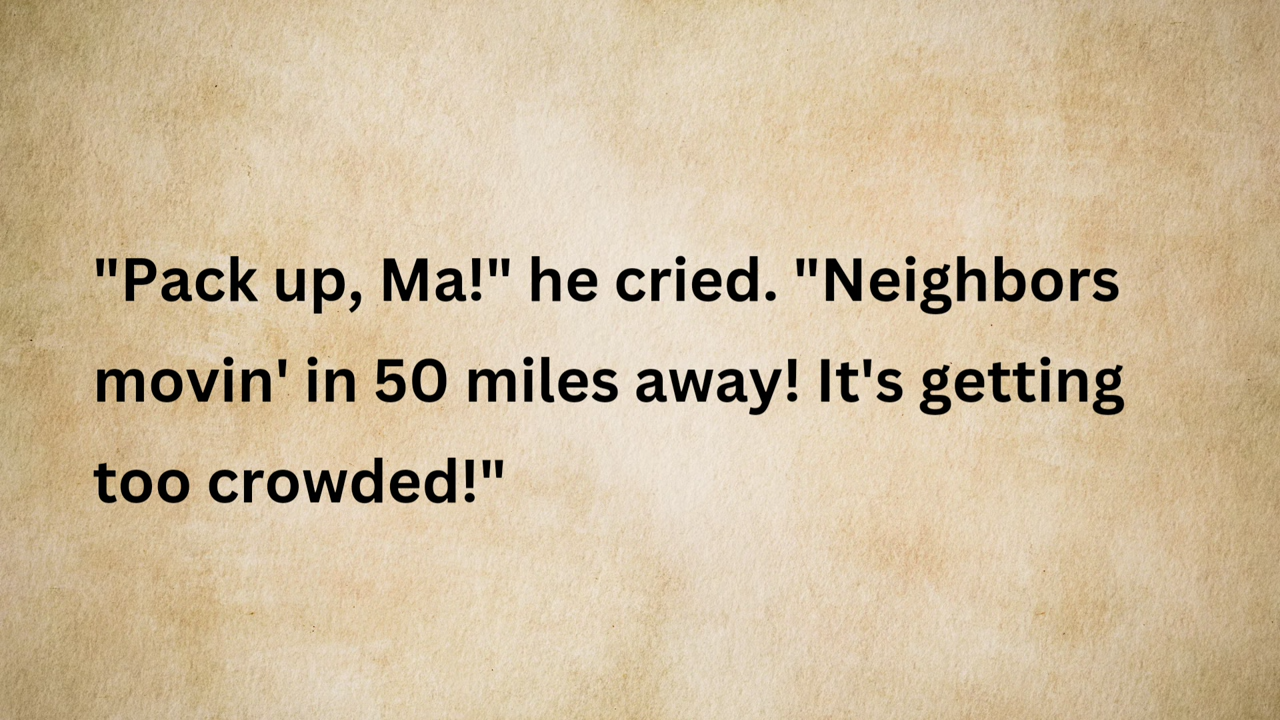 "Pack up, Ma!" he cried. "Neighbors
movin' in 50 miles away! It's getting
too crowded!"